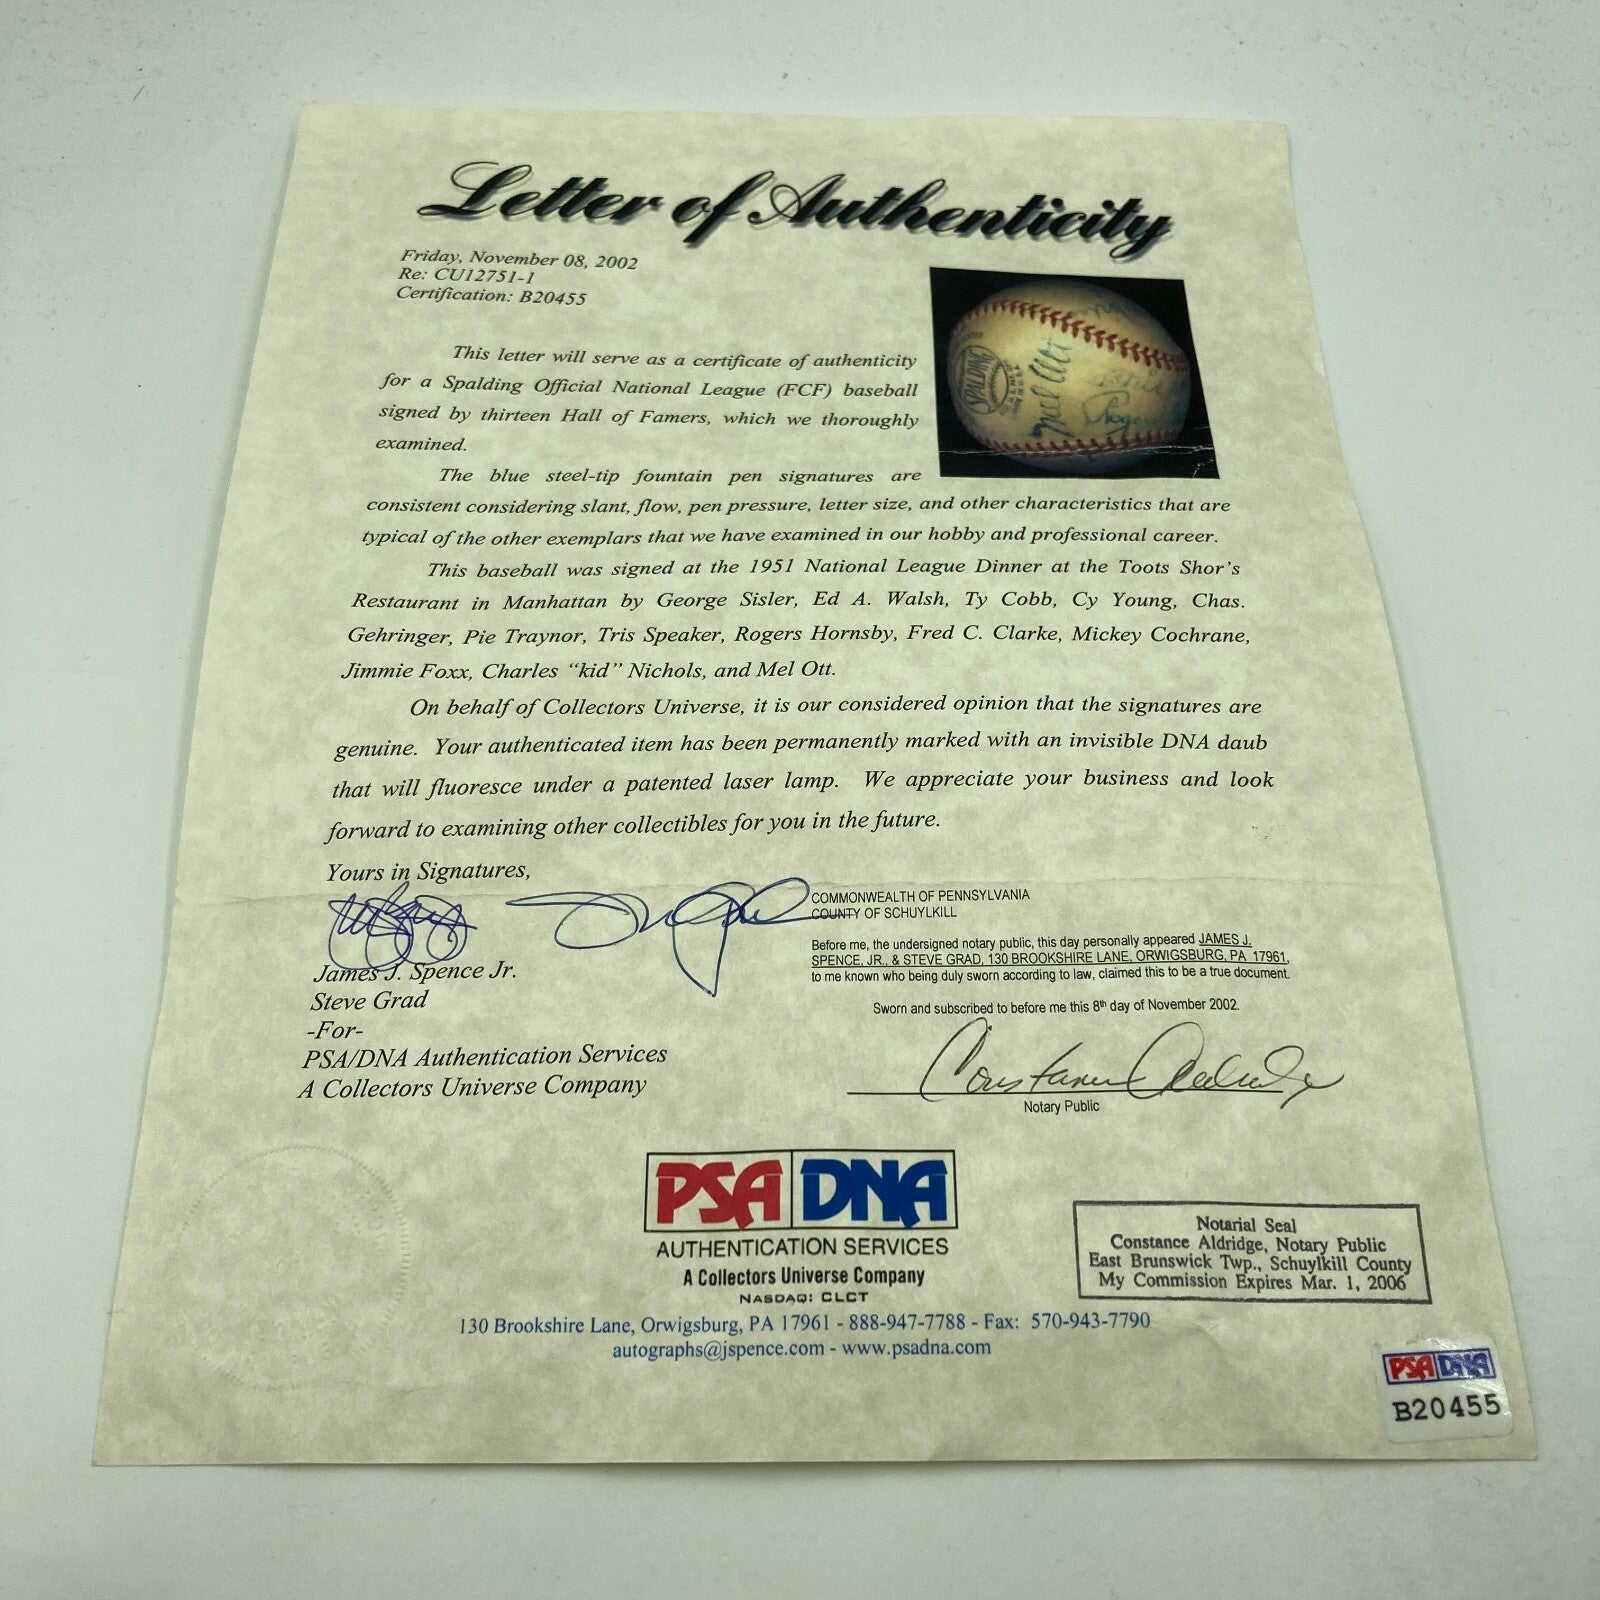 Letter of Authenticity
Friday, November 08, 2002
Re: CU12751-1
Certification: B20455
This letter will serve as a certificate of authenticity
for a Spalding Official National League (FCF) baseball
signed by thirteen Hall of Famers, which we thoroughly
examined.
SPALDING
Mel Ott
Rogers
The blue steel-tip fountain pen signatures are
consistent considering slant, flow, pen pressure, letter size, and other characteristics that are
typical of the other exemplars that we have examined in our hobby and professional career.
This baseball was signed at the 1951 National League Dinner at the Toots Shor's
Restaurant in Manhattan by George Sisler, Ed A. Walsh, Ty Cobb, Cy Young, Chas.
Gehringer, Pie Traynor, Tris Speaker, Rogers Hornsby, Fred C. Clarke, Mickey Cochrane,
Jimmie Foxx, Charles “kid” Nichols, and Mel Ott.
On behalf of Collectors Universe, it is our considered opinion that the signatures are
genuine. Your authenticated item has been permanently marked with an invisible DNA daub
that will fluoresce under a patented laser lamp. We appreciate your business and look
forward to examining other collectibles for you in the future.
Yours in Signatures,
James J. Spence Jr.
Steve Grad
-For-
PSA/DNA Authentication Services
A Collectors Universe Company
COMMONWEALTH OF PENNSYLVANIA
COUNTY OF SCHUYLKILL
Before me, the undersigned notary public, this day personally appeared JAMES J.
SPENCE, JR., & STEVE GRAD, 130 BROOKSHIRE LANE, ORWIGSBURG, PA 17961,
to me known who being duly sworn according to law, claimed this to be a true document.
Sworn and subscribed to before me this 8th day of November 2002.
Constance Aldridge
Notary Public
PSA DNA
AUTHENTICATION SERVICES
A Collectors Universe Company
NASDAQ: CLCT
130 Brookshire Lane, Orwigsburg, PA 17961 - 888-947-7788 - Fax: 570-943-7790
autographs@jspence.com - www.psadna.com
Notarial Seal
Constance Aldridge, Notary Public
East Brunswick Twp., Schuylkill County
My Commission Expires Mar. 1, 2006
PSA DNA
B20455